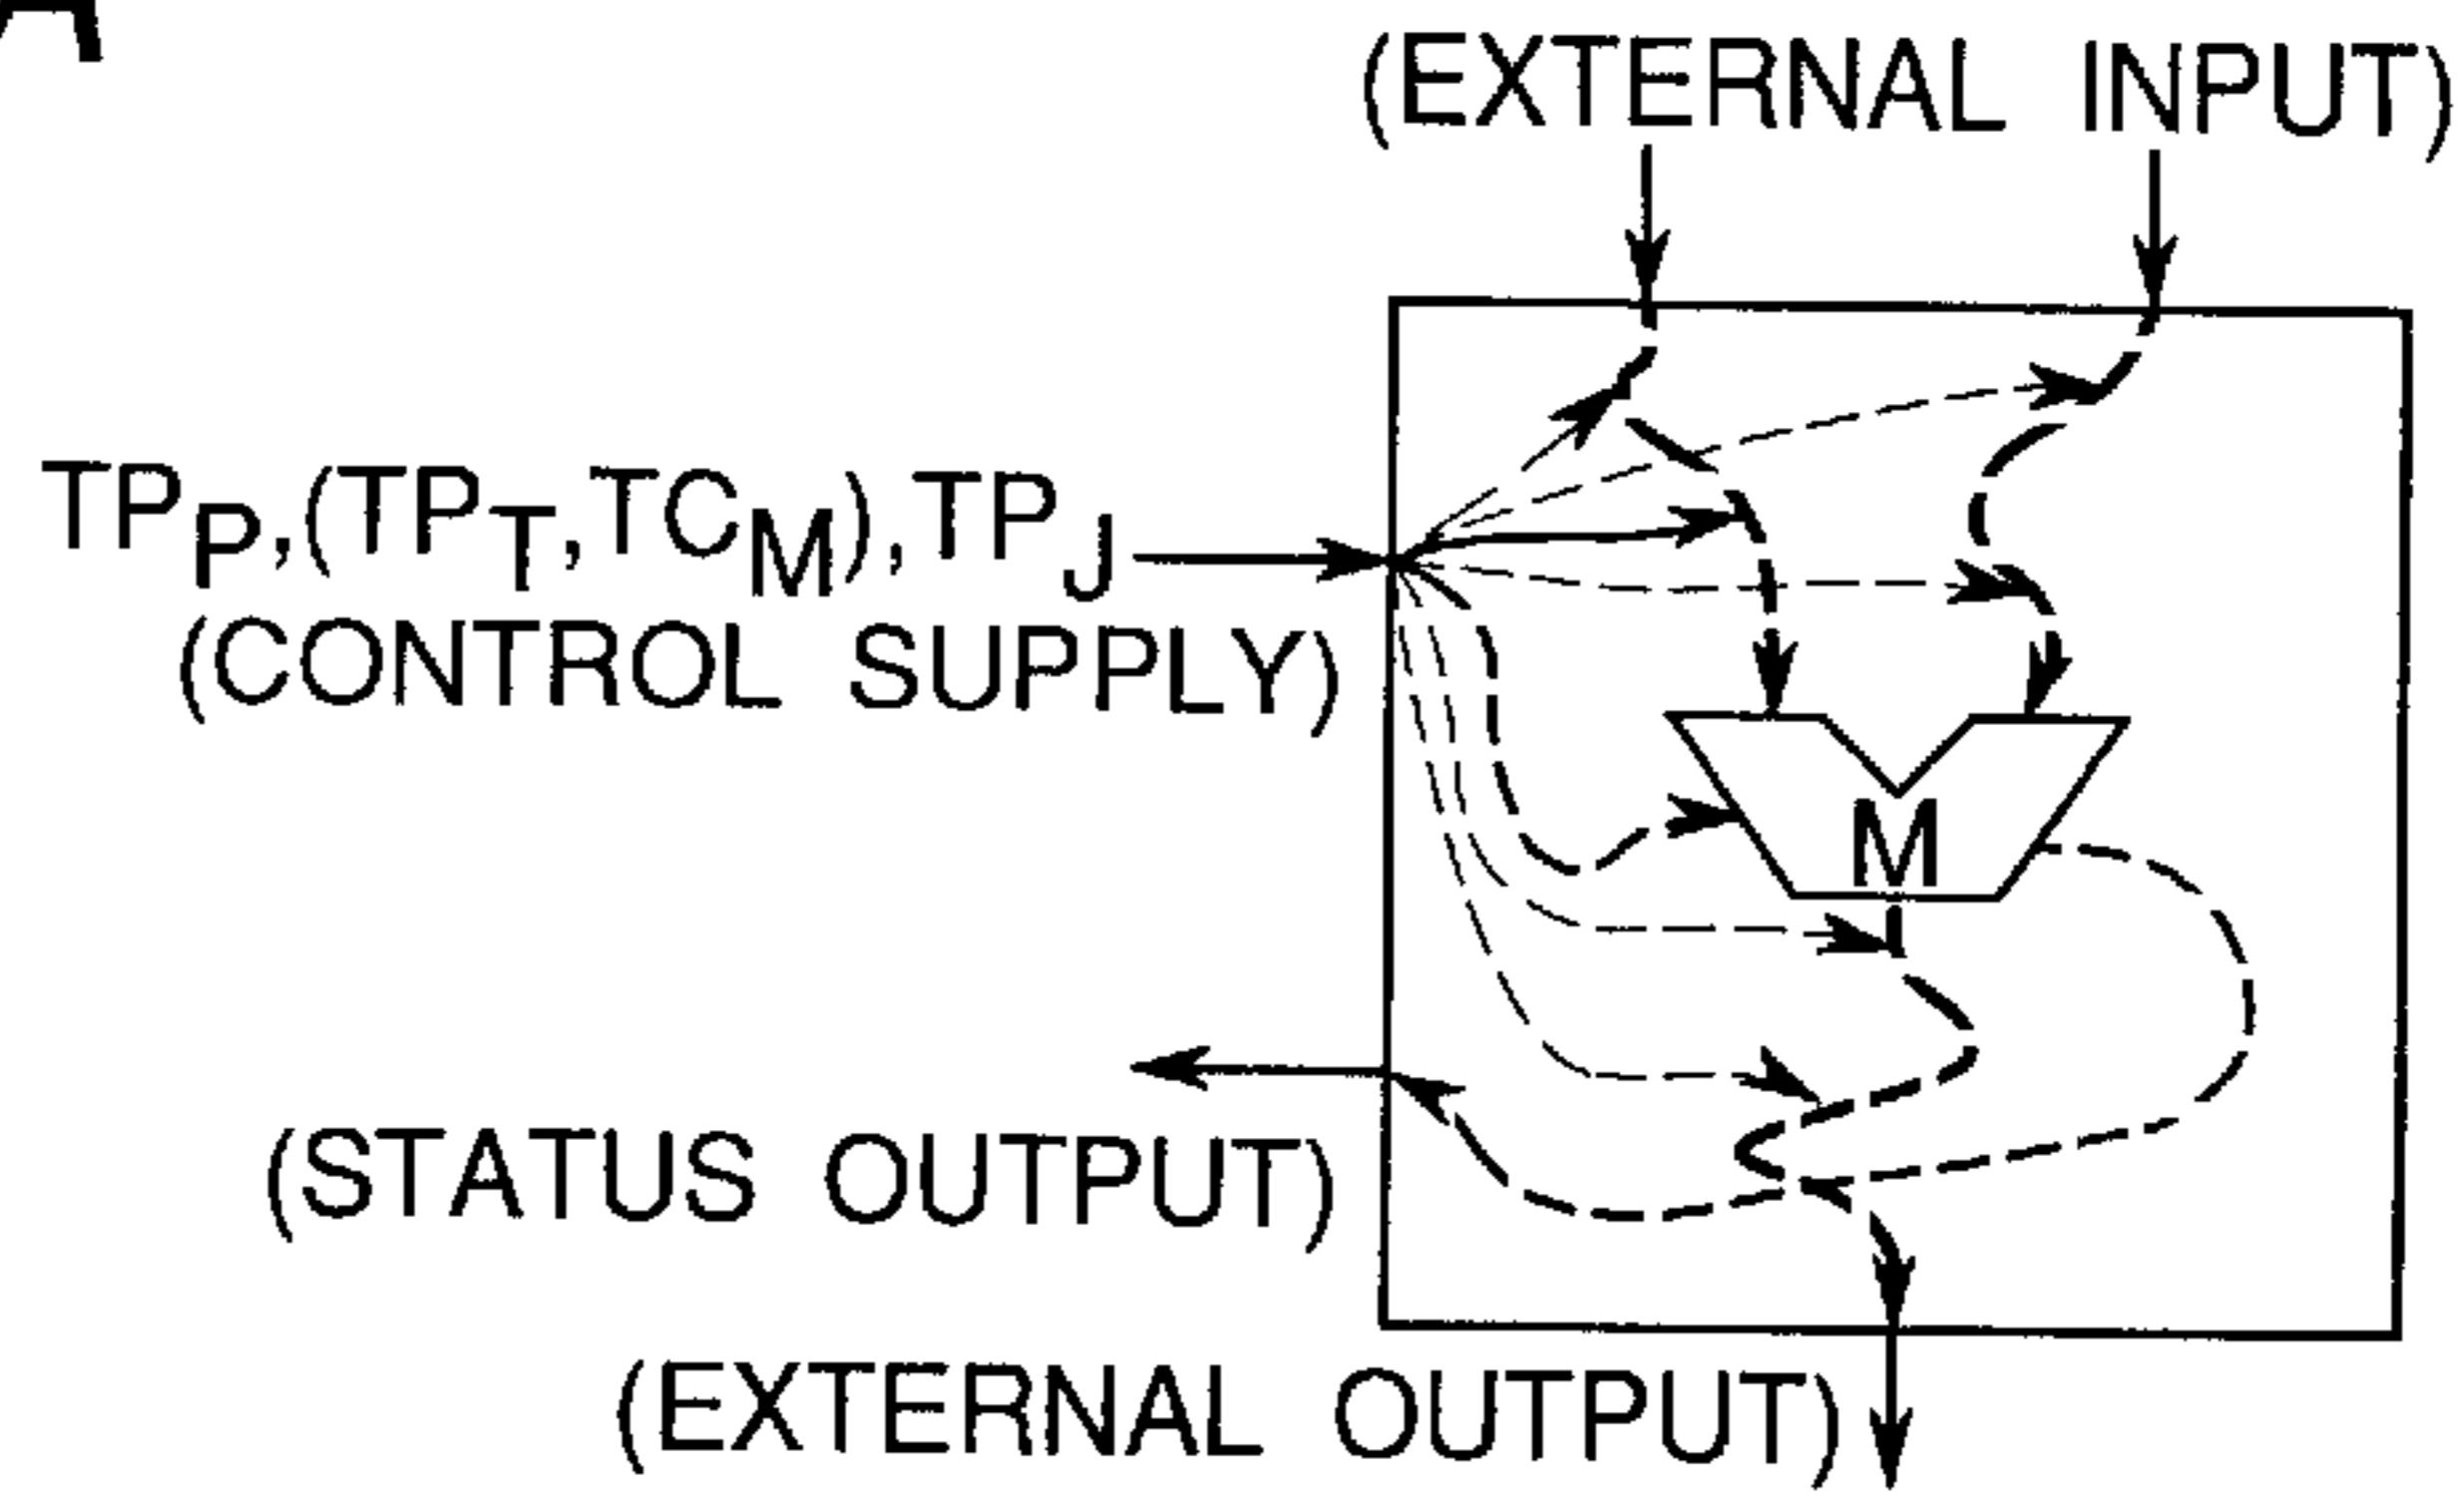 (EXTERNAL INPUT)
TPP,(TPT,TCM),TPJ
(CONTROL SUPPLY)
M
(STATUS OUTPUT)
(EXTERNAL OUTPUT)